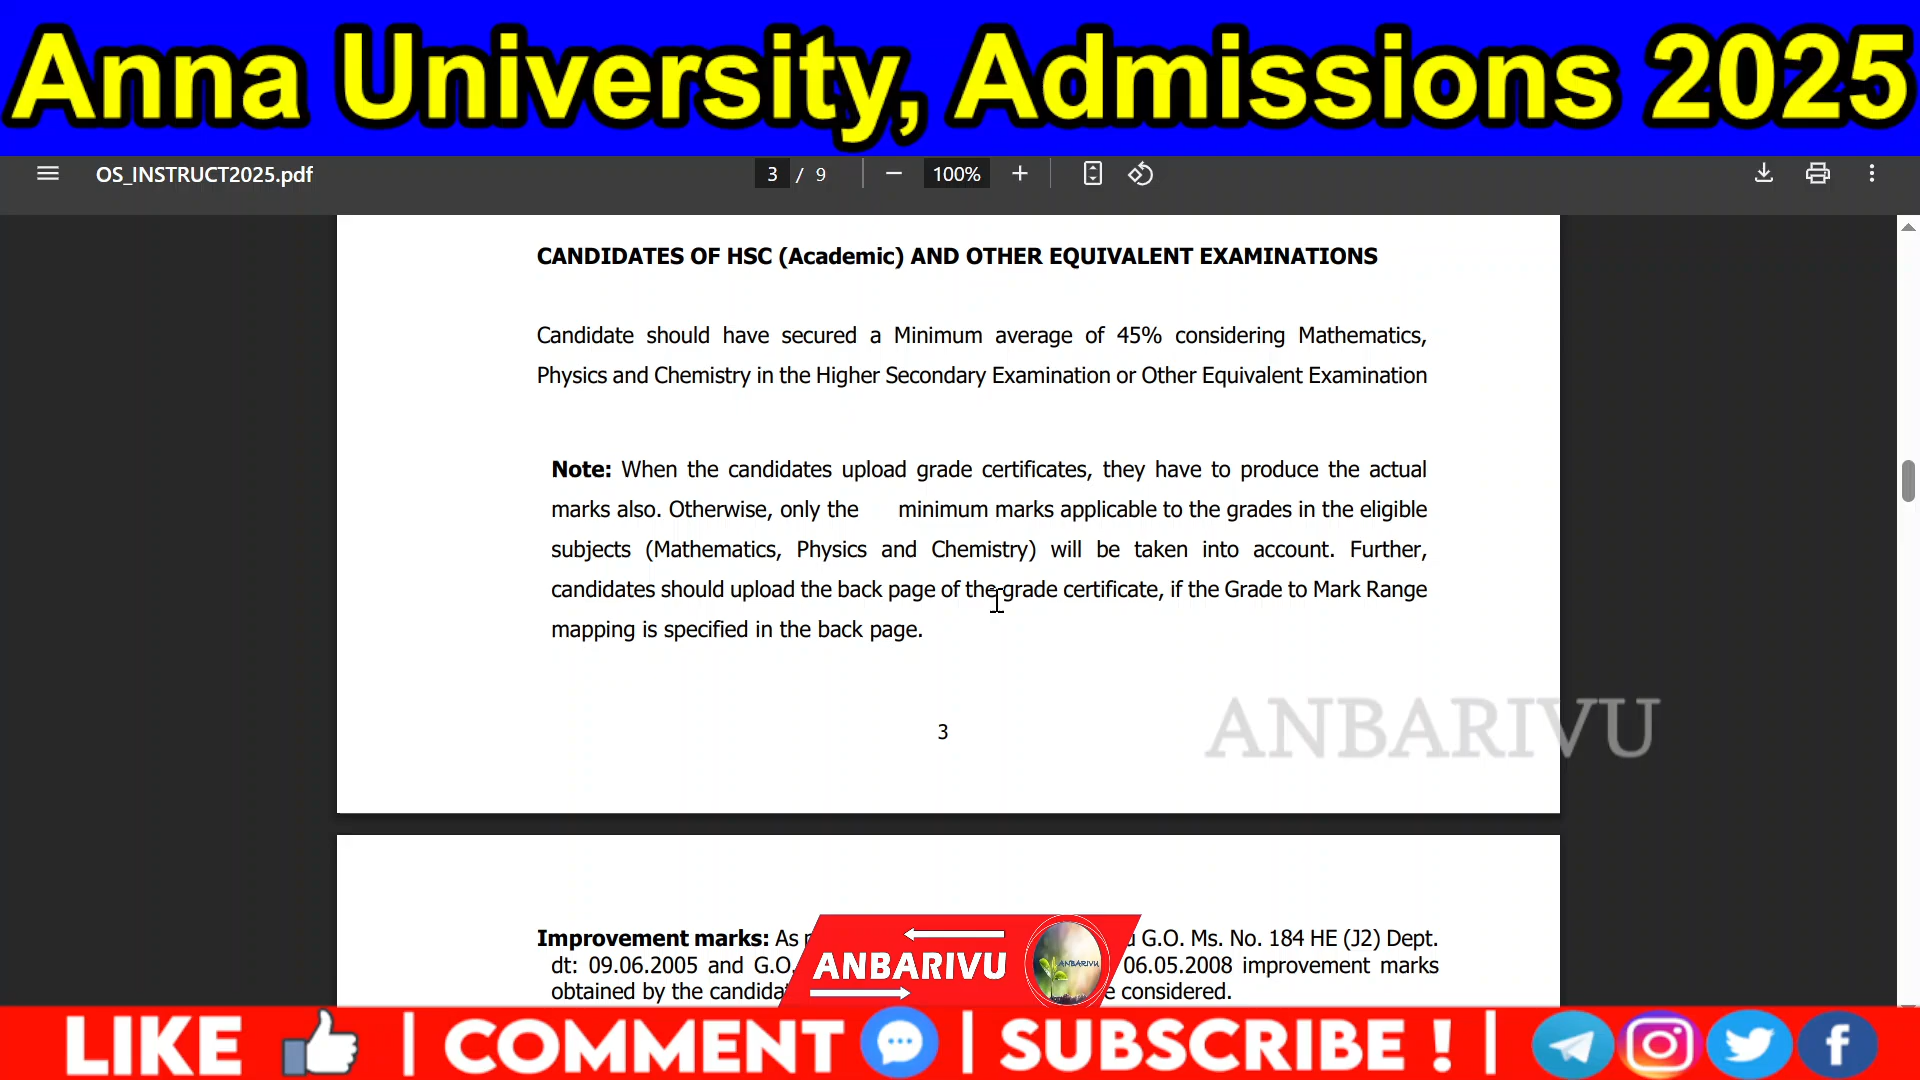 Anna University, Admissions 2025
OS_INSTRUCT2025.pdf
3 / 9
100%
CANDIDATES OF HSC (Academic) AND OTHER EQUIVALENT EXAMINATIONS
Candidate should have secured a Minimum average of 45% considering Mathematics,
Physics and Chemistry in the Higher Secondary Examination or Other Equivalent Examination
Note: When the candidates upload grade certificates, they have to produce the actual
marks also. Otherwise, only the minimum marks applicable to the grades in the eligible
subjects (Mathematics, Physics and Chemistry) will be taken into account. Further,
candidates should upload the back page of the grade certificate, if the Grade to Mark Range
mapping is specified in the back page.
ANBARIVU
3
Improvement marks: As G.O. Ms. No. 184 HE (J2) Dept.
dt: 09.06.2005 and G.O. 06.05.2008 improvement marks
obtained by the considered.
ANBARIVU
ANBARIVU
LIKE | COMMENT | SUBSCRIBE ! |